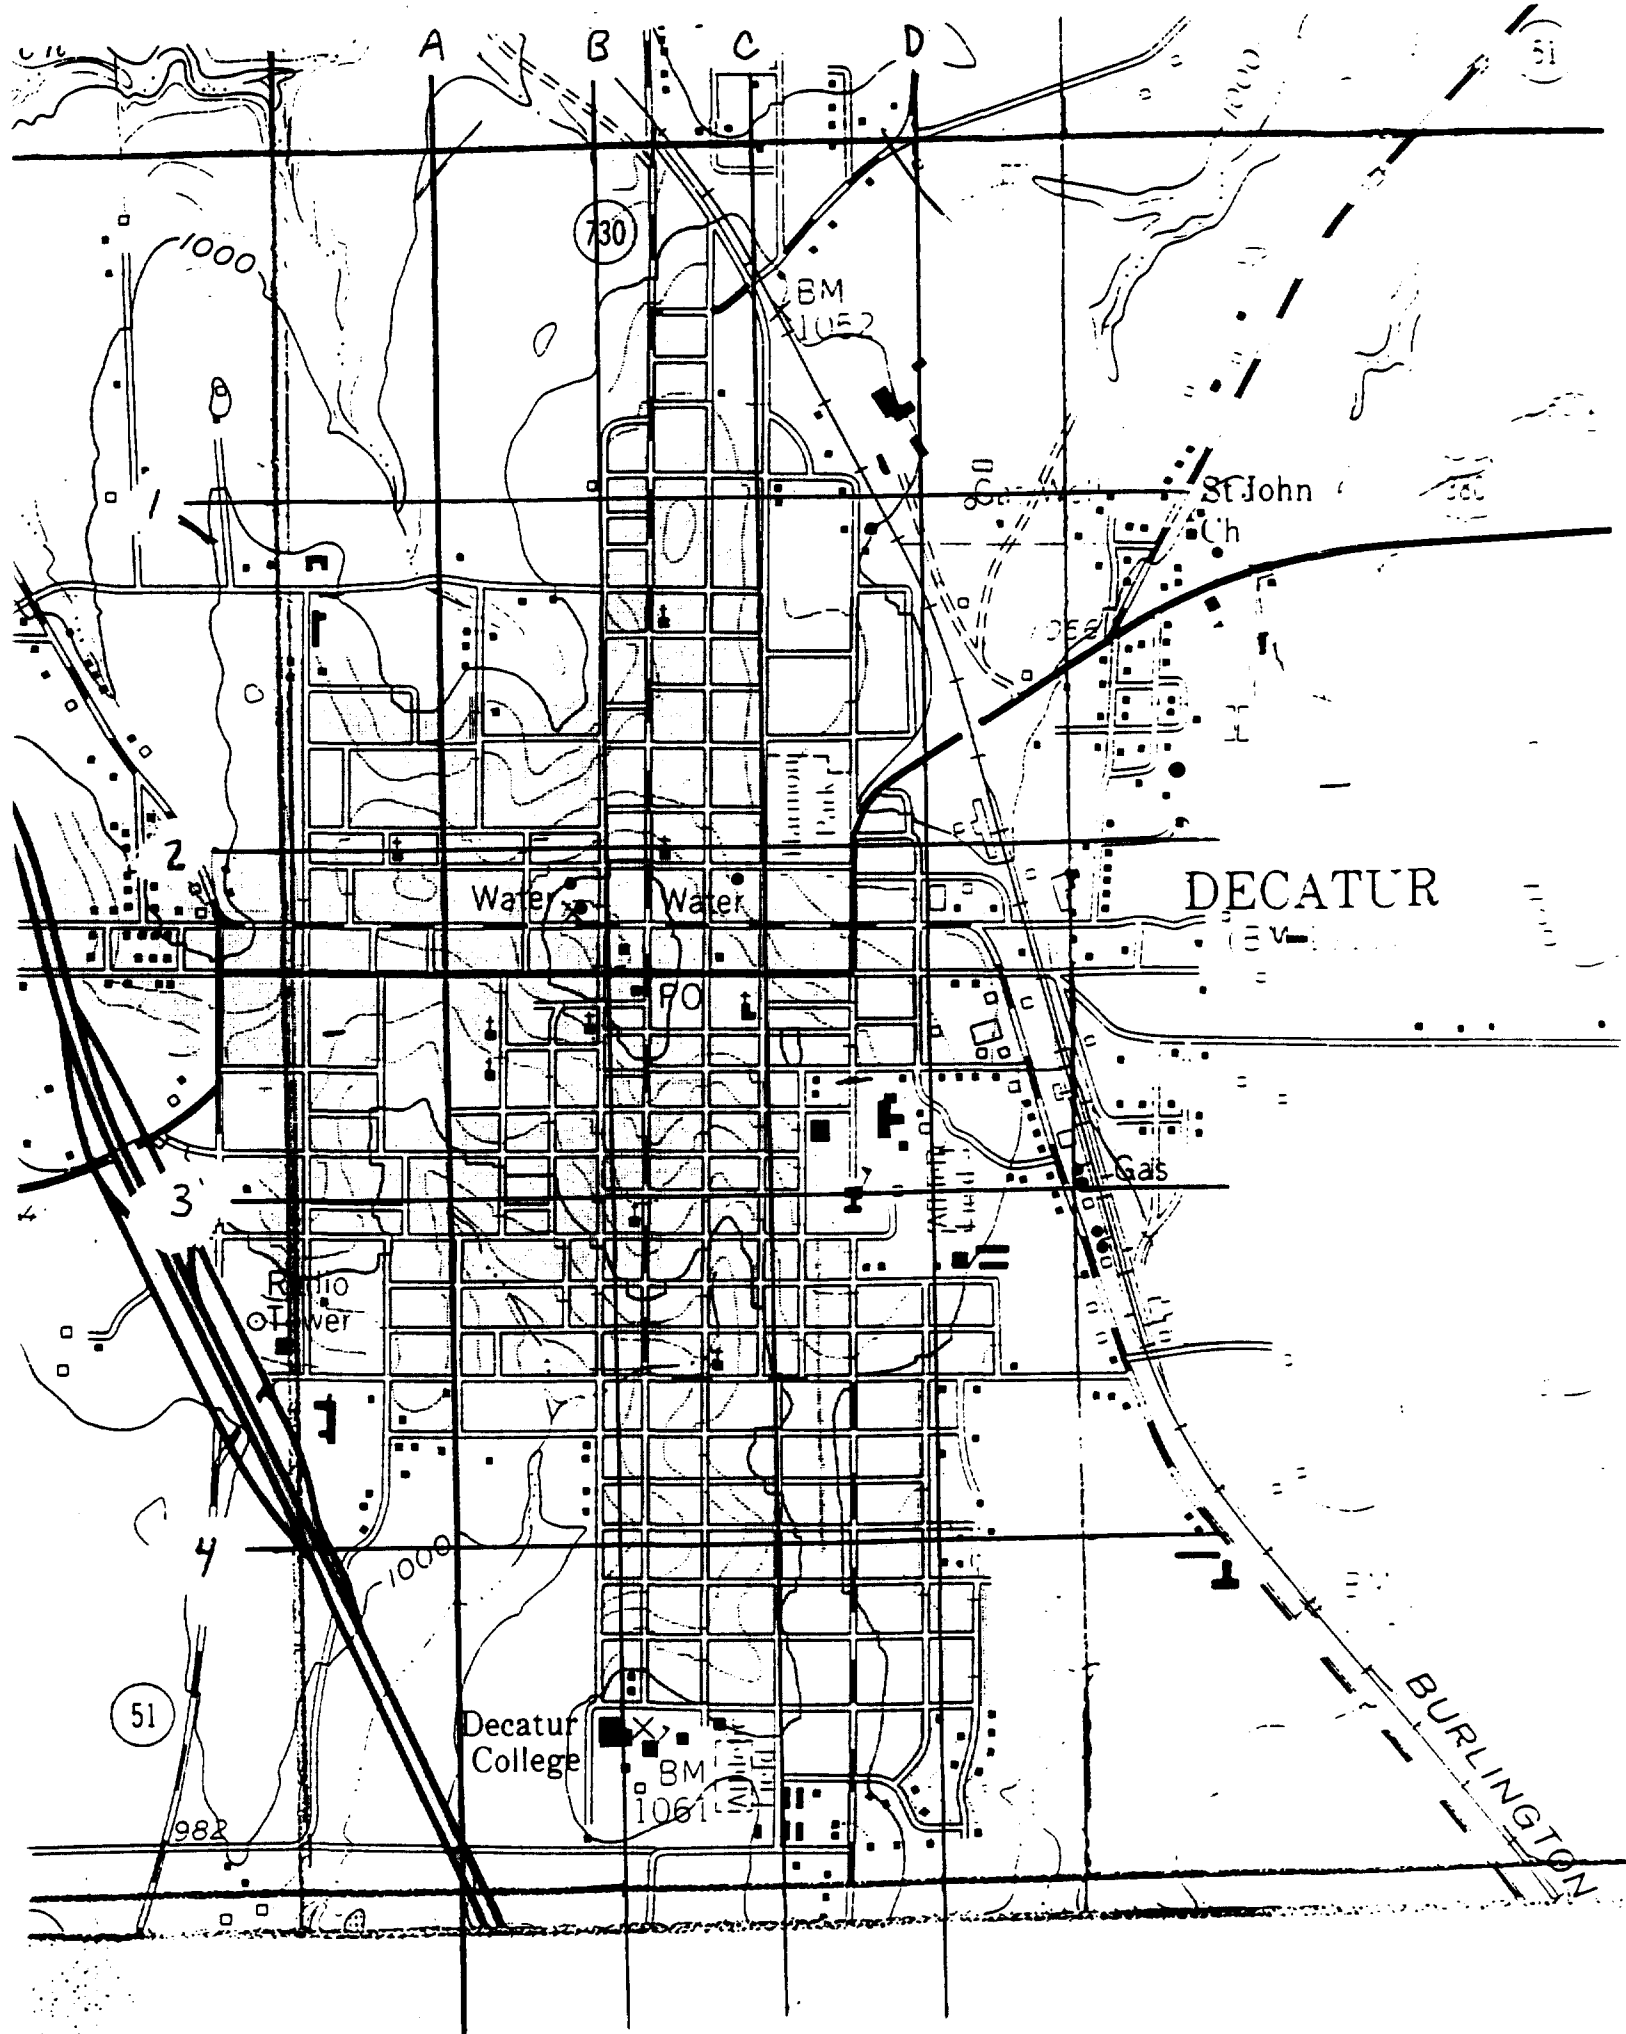 A B C D
51
730
1000
BM
1052
1
St John
Ch
2
Water
Water
DECATUR
PO
Gas
3
Radio
Tower
4
1000
51
Decatur
College
BM
1061
982
BURLINGTON